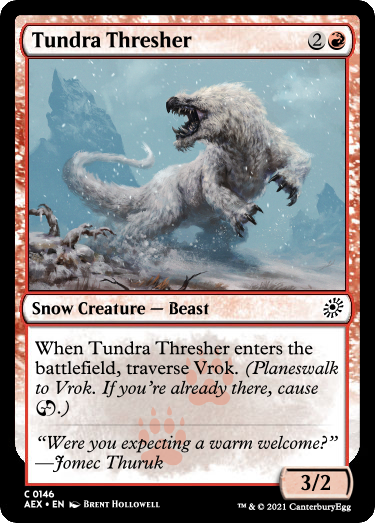 Tundra Thresher 2
Snow Creature — Beast
When Tundra Thresher enters the
battlefield, traverse Vrok. (Planeswalk
to Vrok. If you're already there, cause
.)
“Were you expecting a warm welcome?”
—Jomec Thuruk
3/2
C 0146
AEX • EN Brent Hollowell
™ & © 2021 CanterburyEgg